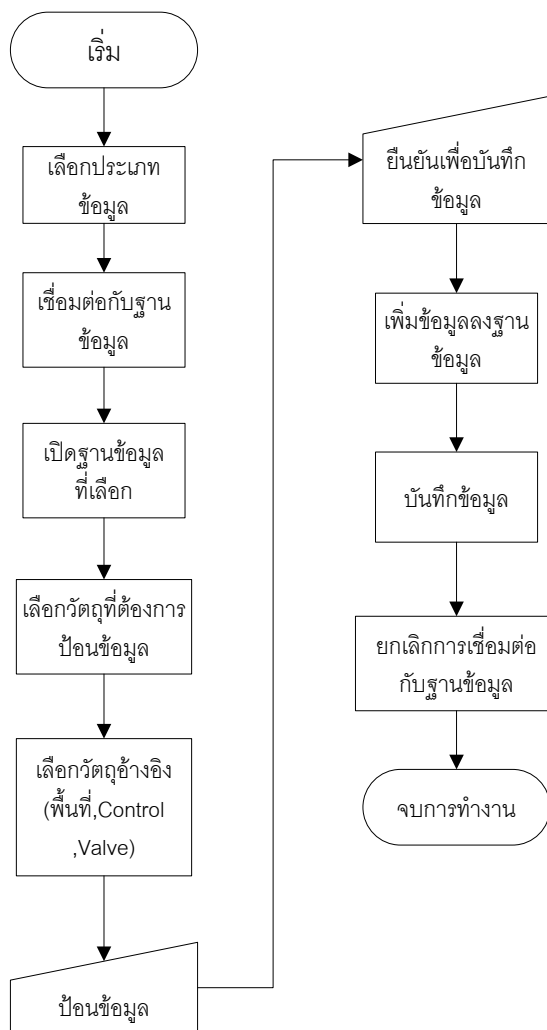 เริ่ม
เลือกประเภท
ข้อมูล
เชื่อมต่อกับฐาน
ข้อมูล
เปิดฐานข้อมูล
ที่เลือก
เลือกวัตถุที่ต้องการ
ป้อนข้อมูล
เลือกวัตถุอ้างอิง
(พื้นที่,Control
,Valve)
ป้อนข้อมูล
ยืนยันเพื่อบันทึก
ข้อมูล
เพิ่มข้อมูลลงฐาน
ข้อมูล
บันทึกข้อมูล
ยกเลิกการเชื่อมต่อ
กับฐานข้อมูล
จบการทำงาน